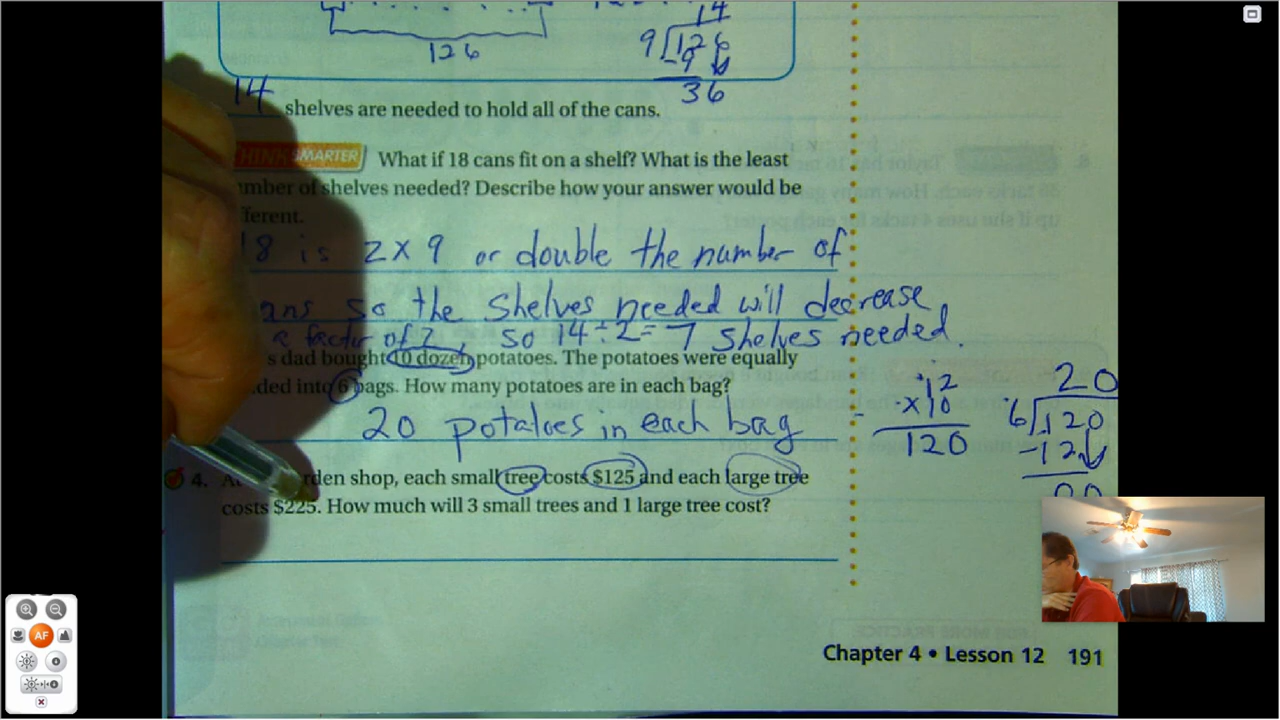 126
14
9 126
-9
36
14 shelves are needed to hold all of the cans.
SMARTER What if 18 cans fit on a shelf? What is the least
of shelves needed? Describe how your answer would be
18 is 2 x 9 or double the number of
so the shelves needed will decrease
factor of 2, so 14 ÷ 2 = 7 shelves needed.
dad bought 10 dozen potatoes. The potatoes were equally
into 6 bags. How many potatoes are in each bag?
20 potatoes in each bag
12
x10
120
20
6 120
-12
00
4. shop, each small tree costs $125 and each large tree
costs $225. How much will 3 small trees and 1 large tree cost?
Chapter 4 • Lesson 12 191
AF